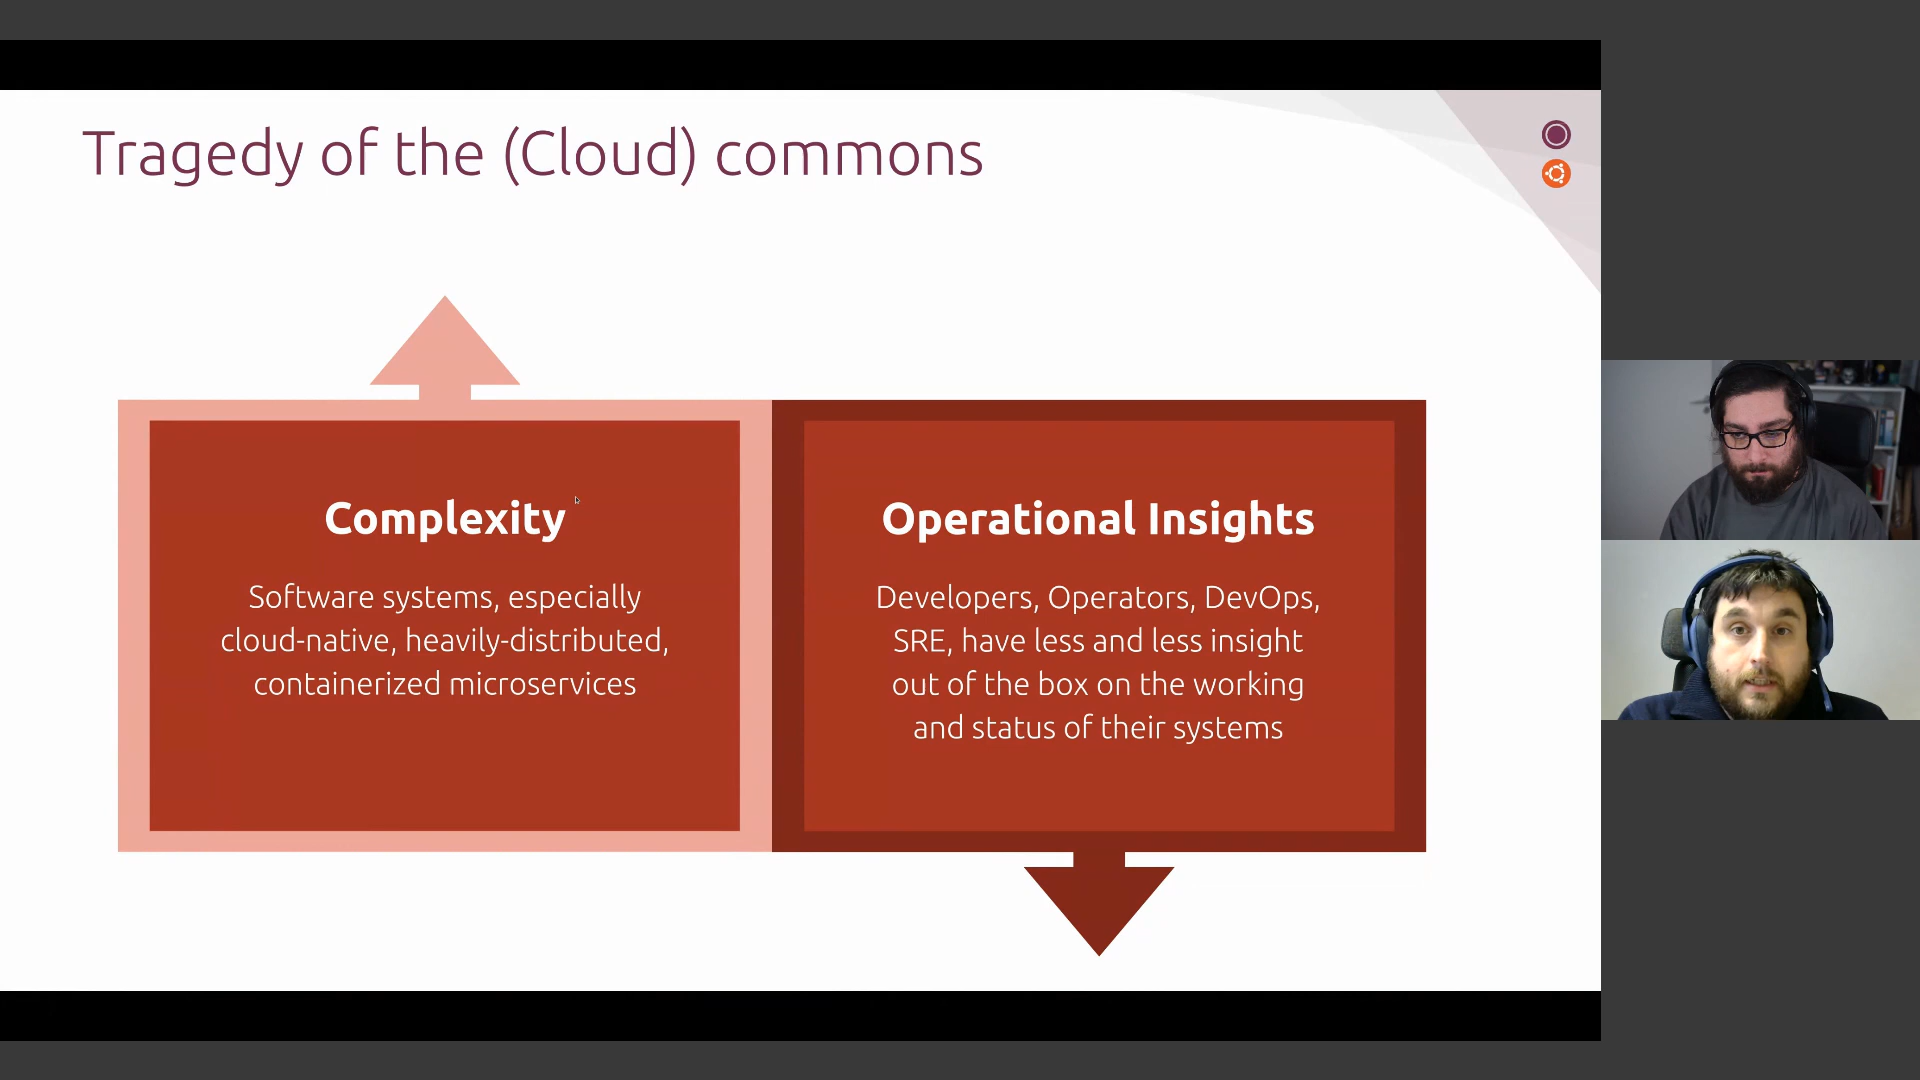 Tragedy of the (Cloud) commons
Complexity
Software systems, especially
cloud-native, heavily-distributed,
containerized microservices
Operational Insights
Developers, Operators, DevOps,
SRE, have less and less insight
out of the box on the working
and status of their systems